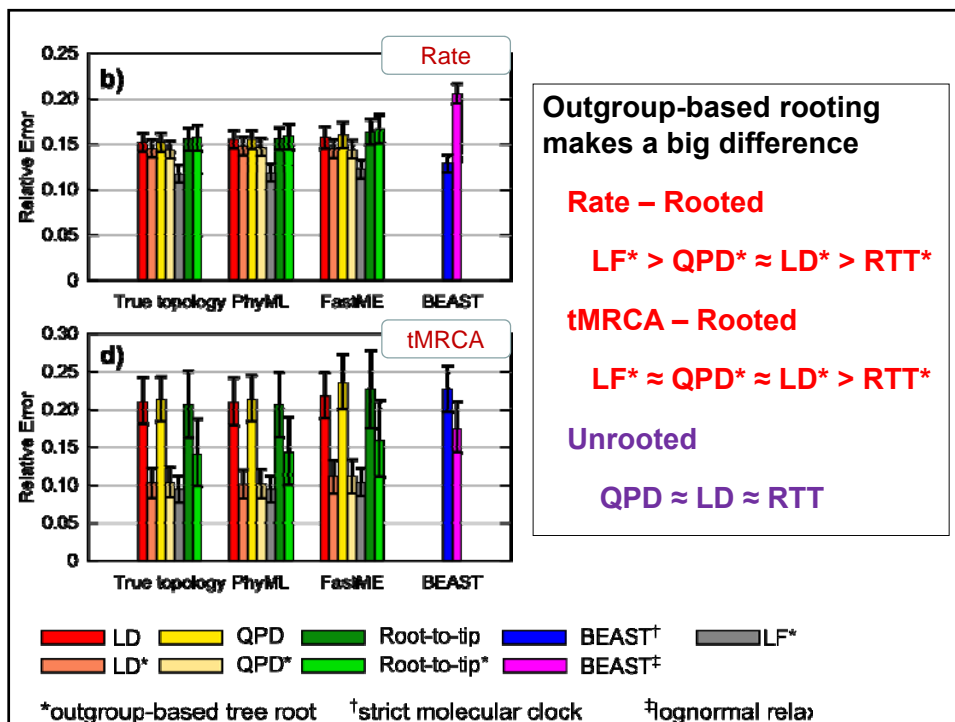 0.25
Rate
b)
0.20
0.15
0.10
0.05
0
Relative Error
True topology PhyML FastME BEAST
0.30
tMRCA
d)
0.25
0.20
0.15
0.10
0.05
0
Relative Error
True topology PhyML FastME BEAST
Outgroup-based rooting
makes a big difference
Rate – Rooted
LF* > QPD* ≈ LD* > RTT*
tMRCA – Rooted
LF* ≈ QPD* ≈ LD* > RTT*
Unrooted
QPD ≈ LD ≈ RTT
LD QPD Root-to-tip BEAST† LF*
LD* QPD* Root-to-tip* BEAST‡
*outgroup-based tree root †strict molecular clock ‡lognormal relax